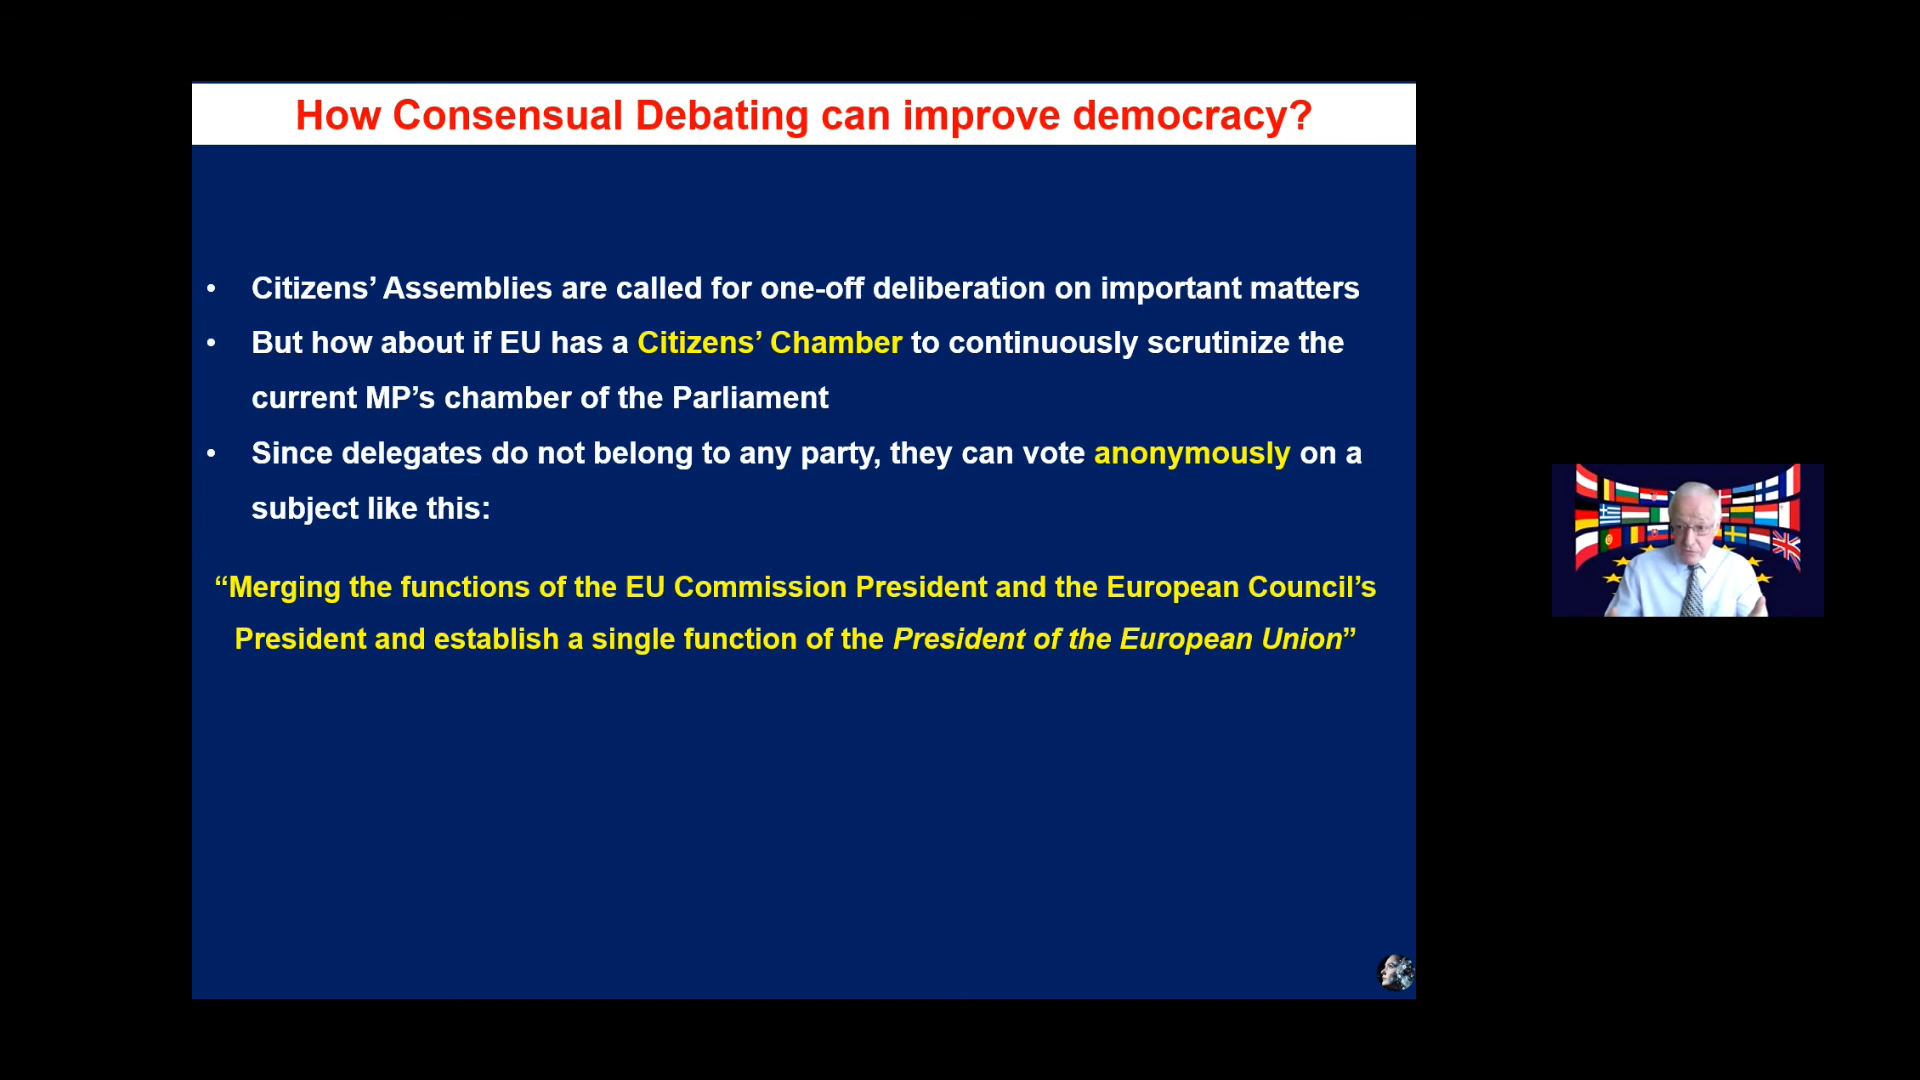 How Consensual Debating can improve democracy?
• Citizens’ Assemblies are called for one-off deliberation on important matters
• But how about if EU has a Citizens’ Chamber to continuously scrutinize the
current MP’s chamber of the Parliament
• Since delegates do not belong to any party, they can vote anonymously on a
subject like this:
“Merging the functions of the EU Commission President and the European Council’s
President and establish a single function of the President of the European Union”